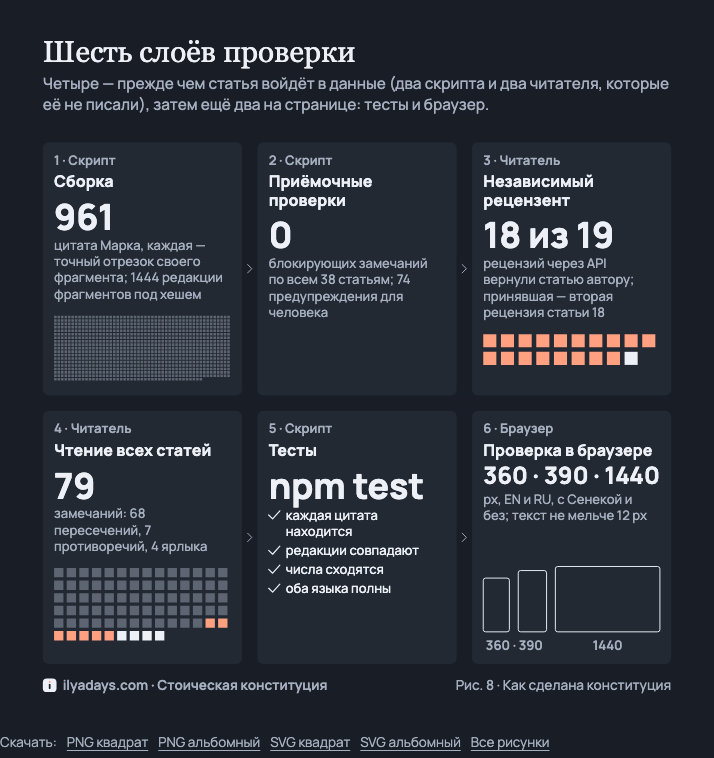 Шесть слоёв проверки
Четыре — прежде чем статья войдёт в данные (два скрипта и два читателя, которые
её не писали), затем ещё два на странице: тесты и браузер.
1 · Скрипт
Сборка
961
цитата Марка, каждая —
точный отрезок своего
фрагмента; 1444 редакции
фрагментов под хешем
2 · Скрипт
Приёмочные
проверки
0
блокирующих замечаний
по всем 38 статьям; 74
предупреждения для
человека
3 · Читатель
Независимый
рецензент
18 из 19
рецензий через API
вернули статью автору;
принявшая — вторая
рецензия статьи 18
4 · Читатель
Чтение всех статей
79
замечаний: 68
пересечений, 7
противоречий, 4 ярлыка
5 · Скрипт
Тесты
npm test
каждая цитата
находится
редакции совпадают
числа сходятся
оба языка полны
6 · Браузер
Проверка в браузере
360 · 390 · 1440
px, EN и RU, с Сенекой и
без; текст не мельче 12 px
360 · 390
1440
ilyadays.com · Стоическая конституция
Рис. 8 · Как сделана конституция
Скачать: PNG квадрат PNG альбомный SVG квадрат SVG альбомный Все рисунки